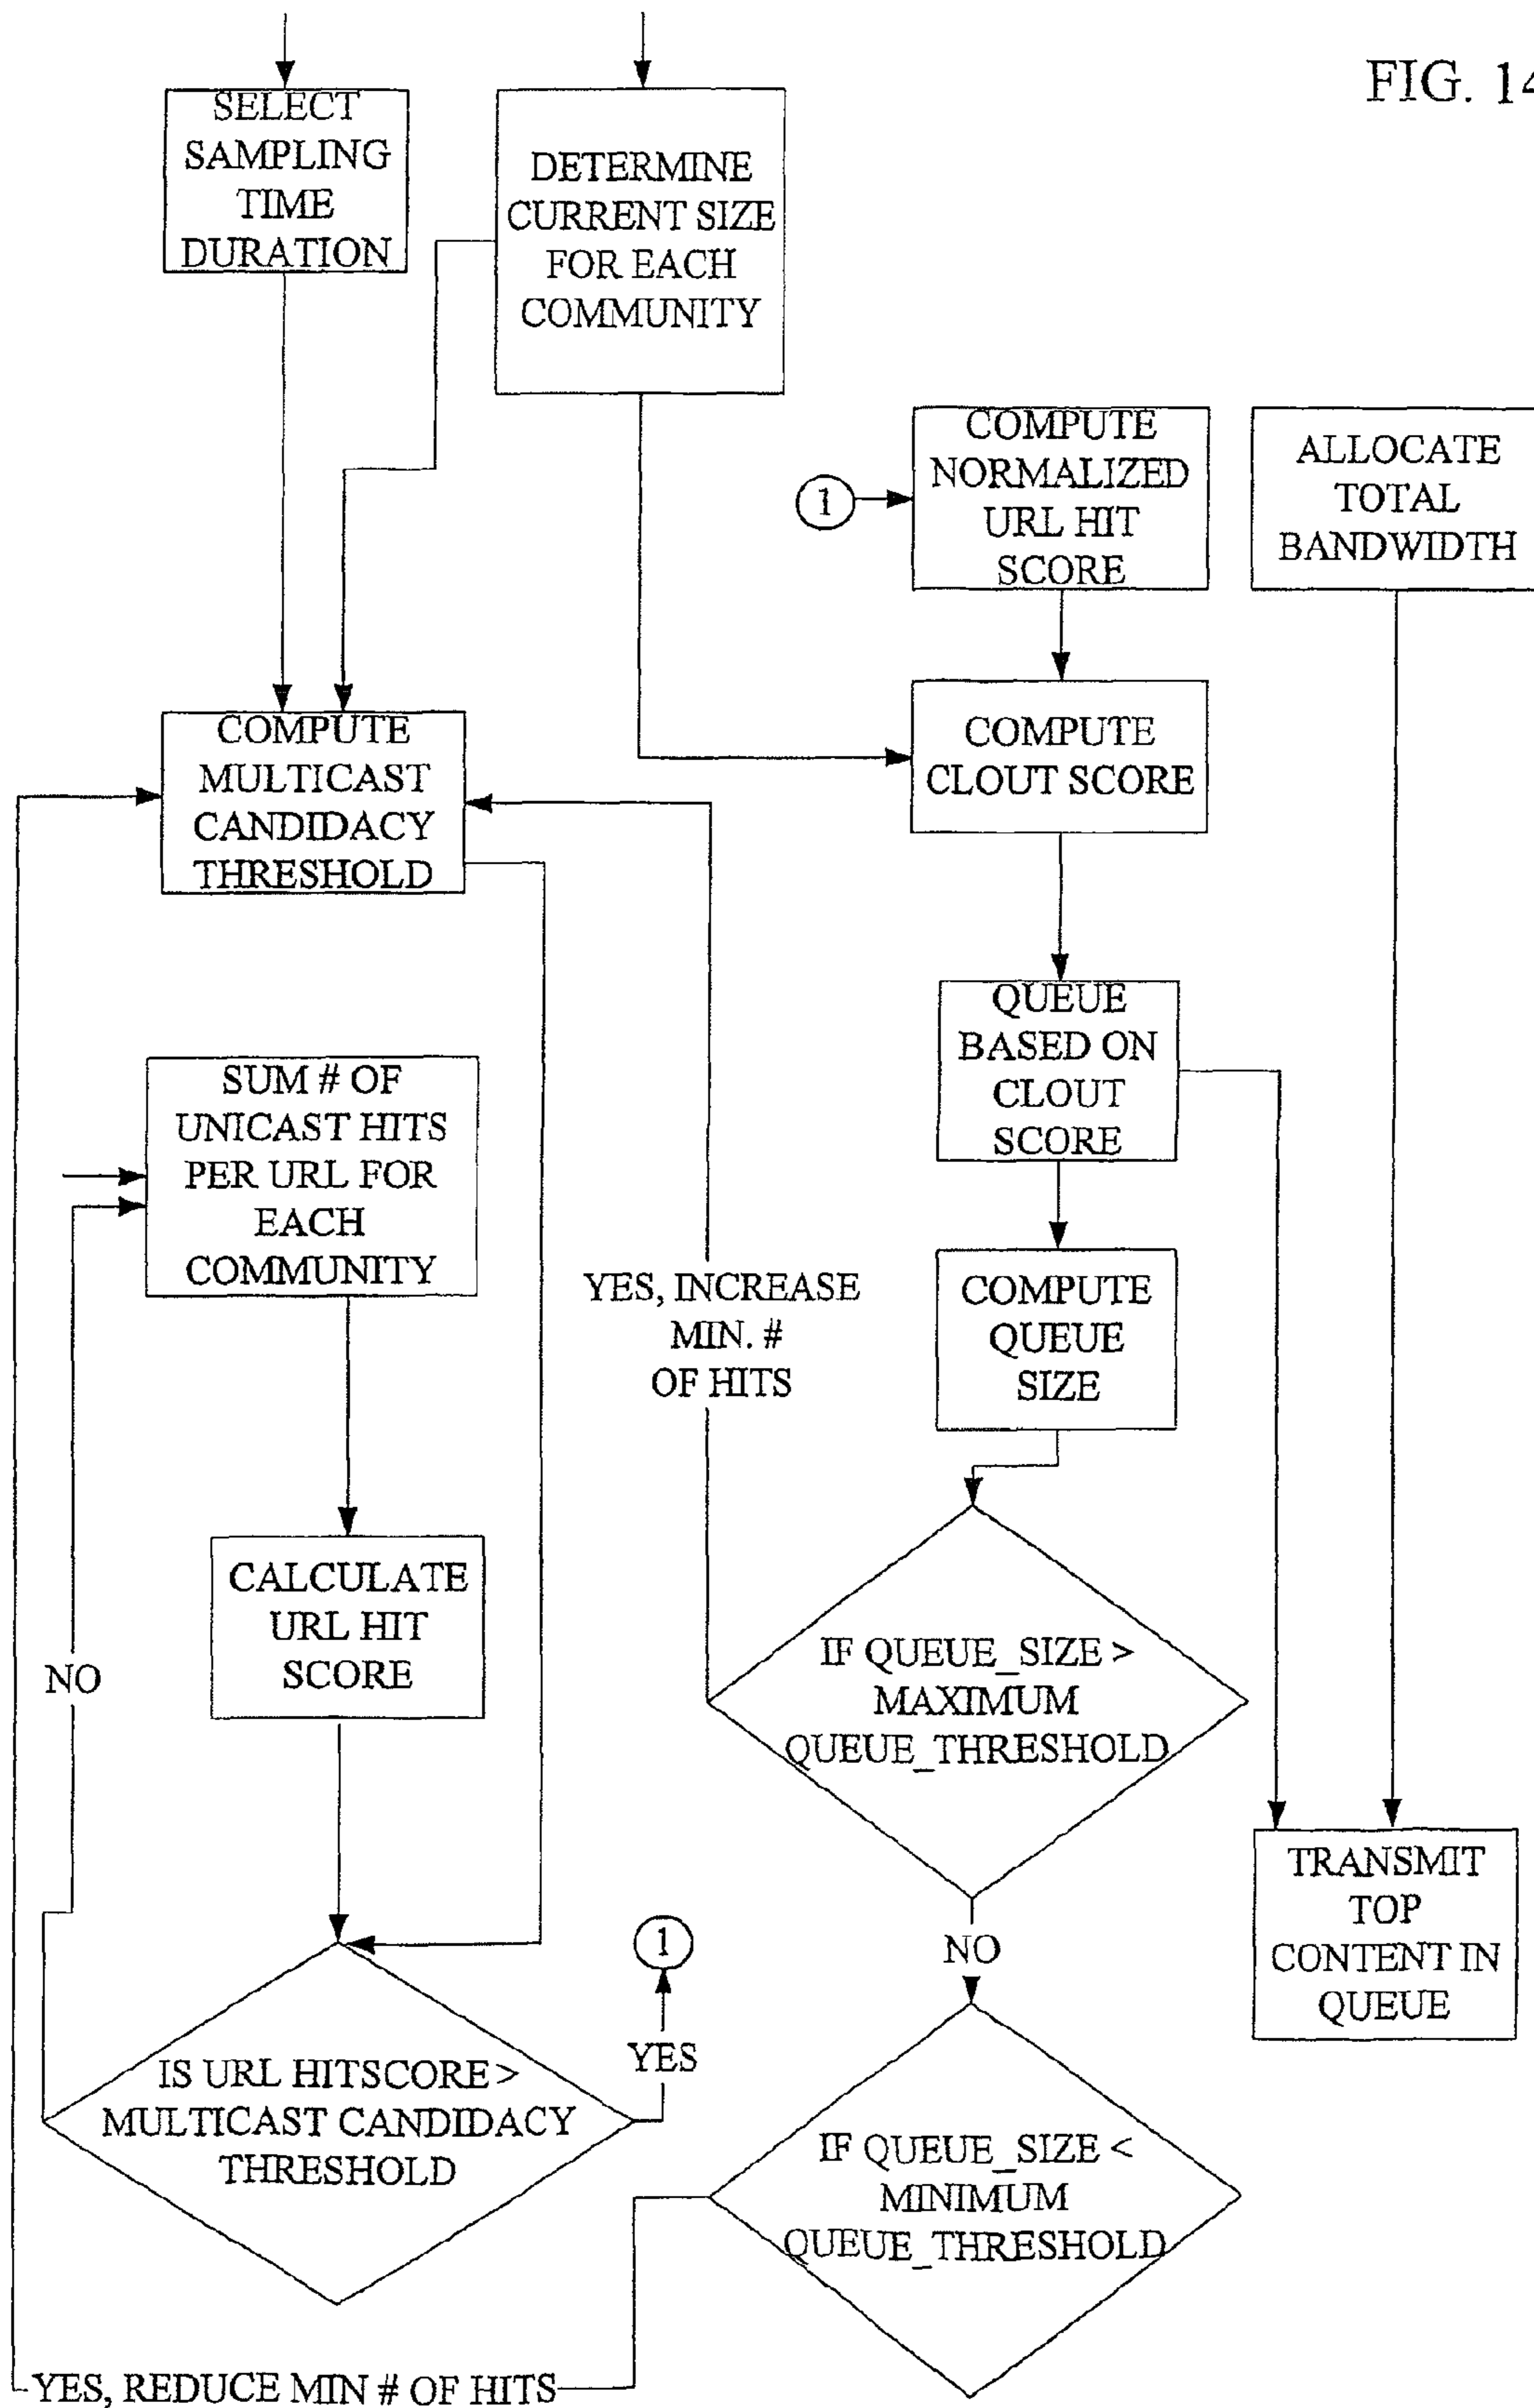 FIG. 14
SELECT
SAMPLING
TIME
DURATION
DETERMINE
CURRENT SIZE
FOR EACH
COMMUNITY
COMPUTE
NORMALIZED
URL HIT
SCORE
1
ALLOCATE
TOTAL
BANDWIDTH
COMPUTE
MULTICAST
CANDIDACY
THRESHOLD
COMPUTE
CLOUT SCORE
QUEUE
BASED ON
CLOUT
SCORE
SUM # OF
UNICAST HITS
PER URL FOR
EACH
COMMUNITY
YES, INCREASE
MIN. #
OF HITS
COMPUTE
QUEUE
SIZE
CALCULATE
URL HIT
SCORE
NO
IF QUEUE_SIZE >
MAXIMUM
QUEUE_THRESHOLD
TRANSMIT
TOP
CONTENT IN
QUEUE
1
NO
YES
IS URL HITSCORE >
MULTICAST CANDIDACY
THRESHOLD
IF QUEUE_SIZE <
MINIMUM
QUEUE_THRESHOLD
YES, REDUCE MIN # OF HITS